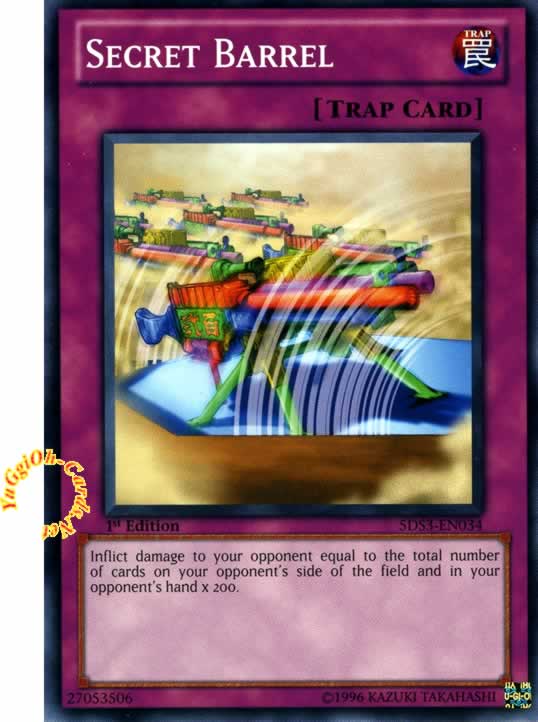 Secret Barrel
TRAP
罠
[Trap Card]
YuGgiOh-Cards.Net
1st Edition
SDS3-EN034
Inflict damage to your opponent equal to the total number
of cards on your opponent's side of the field and in your
opponent's hand x 200.
27053506
©1996 KAZUKI TAKAHASHI